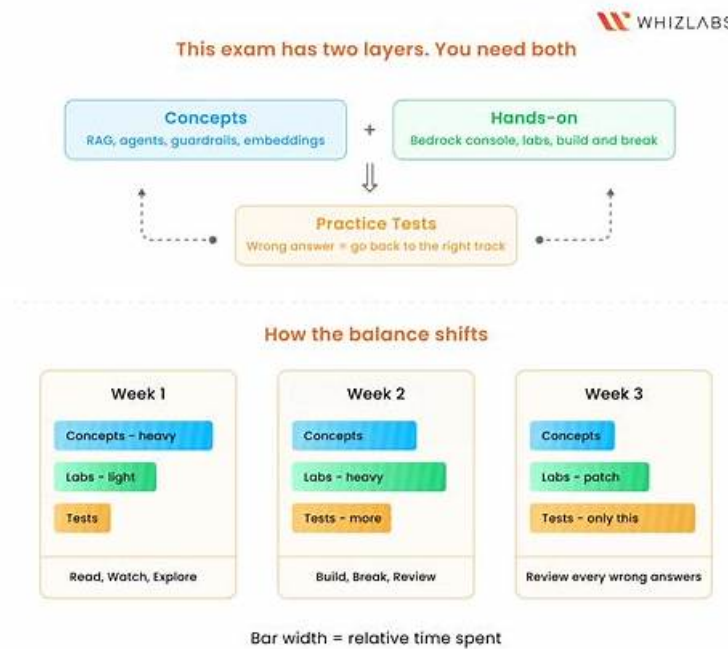 WHIZLABS
This exam has two layers. You need both
Concepts
RAG, agents, guardrails, embeddings
+
Hands-on
Bedrock console, labs, build and break
Practice Tests
Wrong answer = go back to the right track
How the balance shifts
Week 1
Concepts - heavy
Labs - light
Tests
Read, Watch, Explore
Week 2
Concepts
Labs - heavy
Tests - more
Build, Break, Review
Week 3
Concepts
Labs - patch
Tests - only this
Review every wrong answers
Bar width = relative time spent